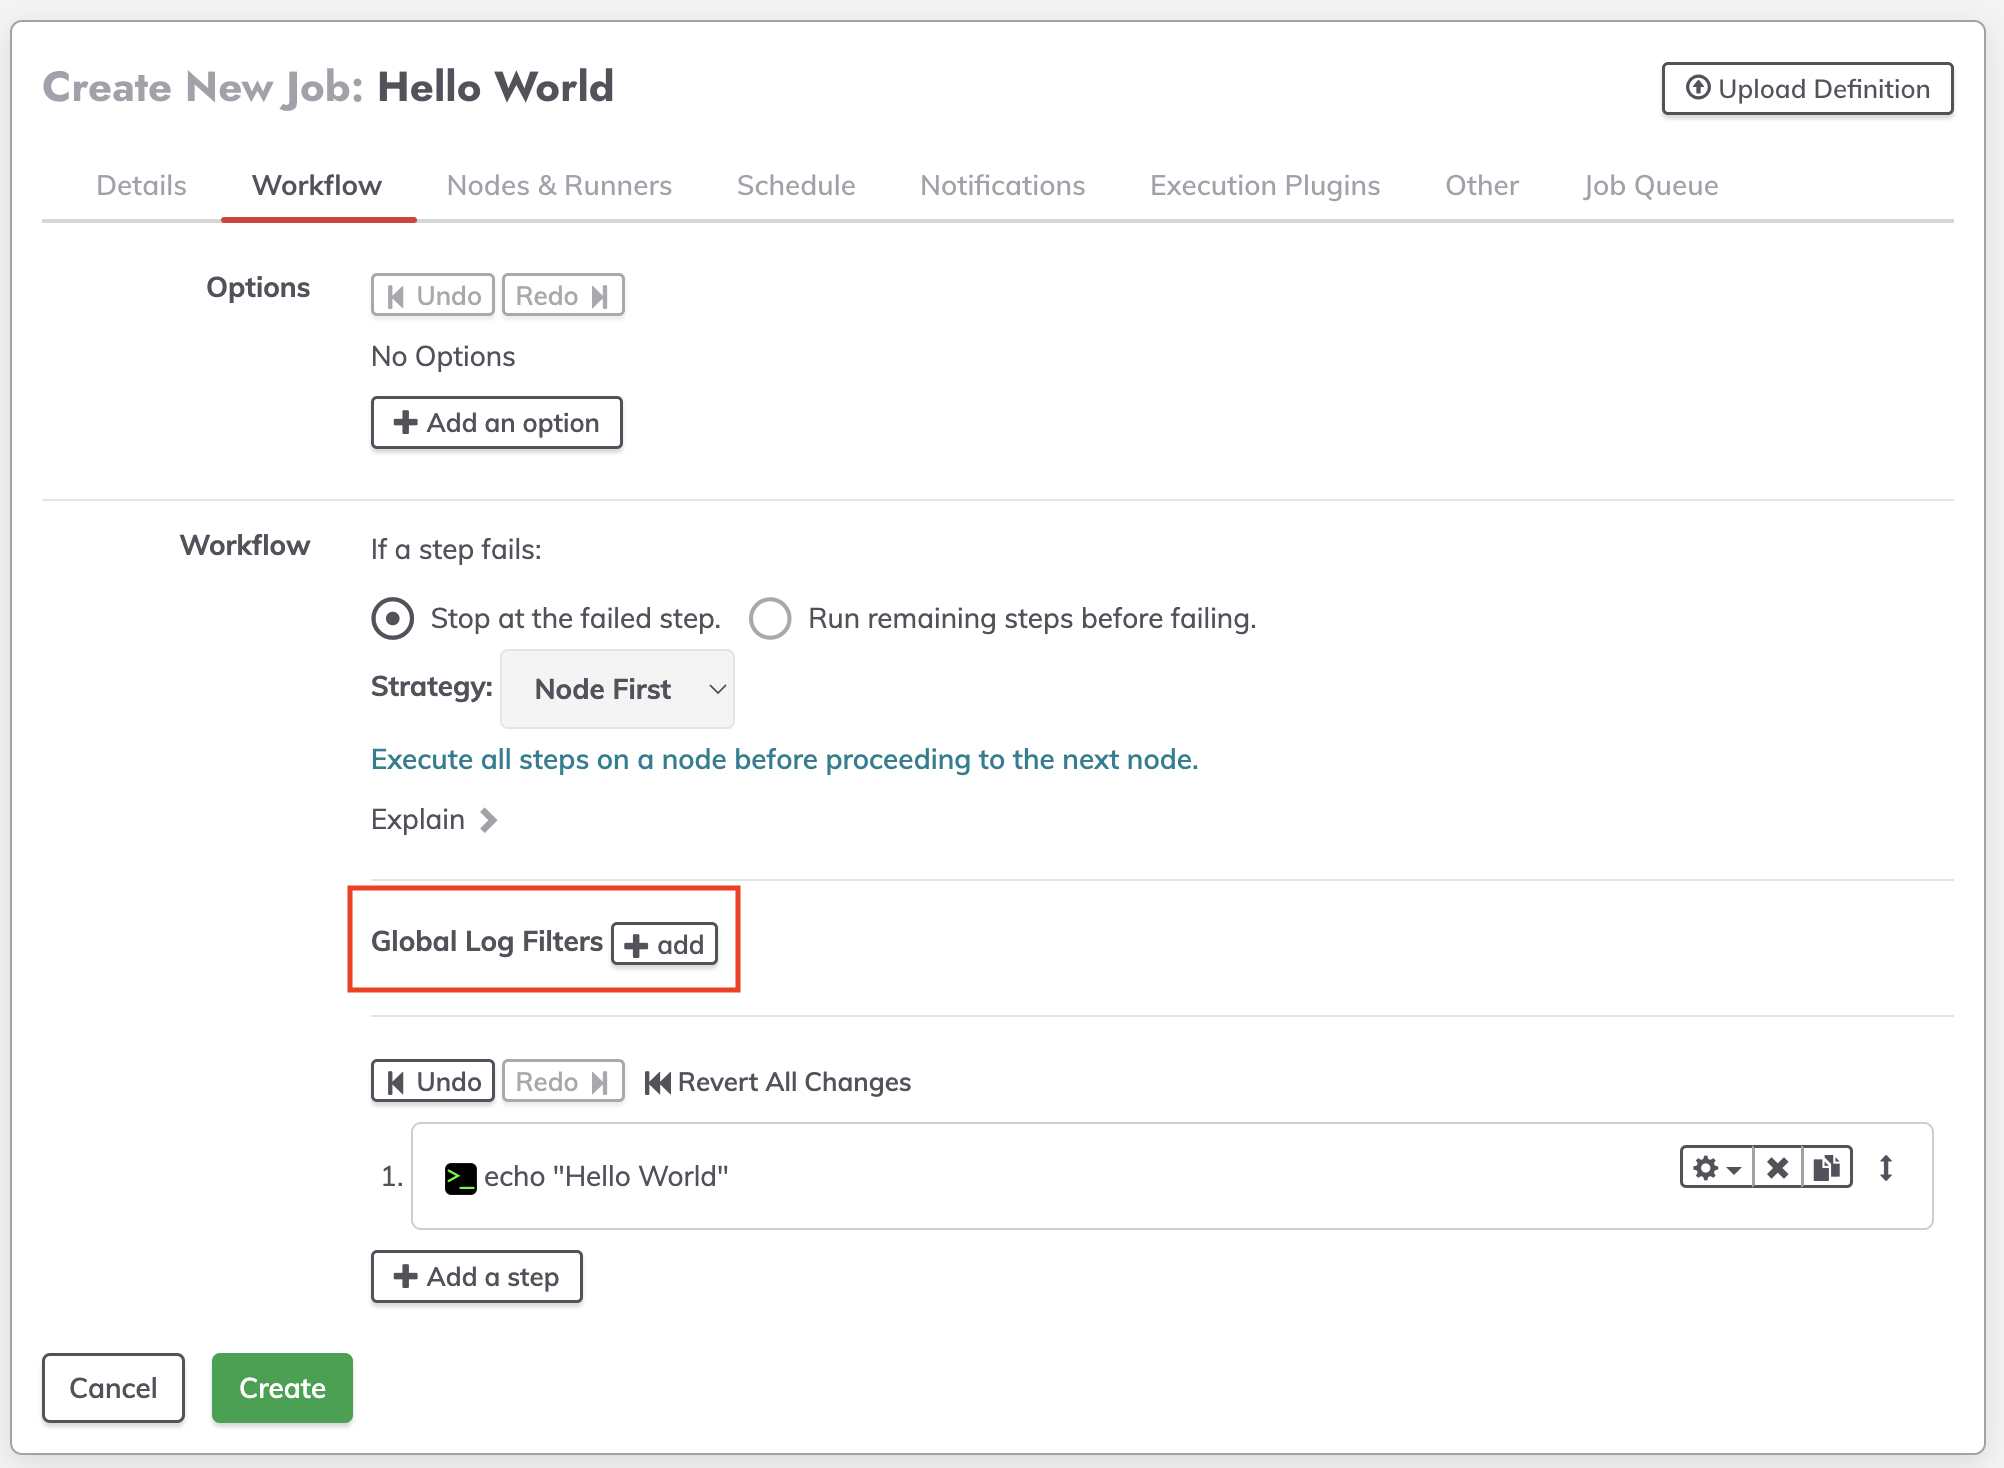 Create New Job: Hello World
Upload Definition
Details Workflow Nodes & Runners Schedule Notifications Execution Plugins Other Job Queue
Options
Undo Redo
No Options
Add an option
Workflow
If a step fails:
Stop at the failed step. Run remaining steps before failing.
Strategy: Node First
Execute all steps on a node before proceeding to the next node.
Explain
Global Log Filters add
Undo Redo Revert All Changes
1. >_ echo "Hello World"
Add a step
Cancel Create